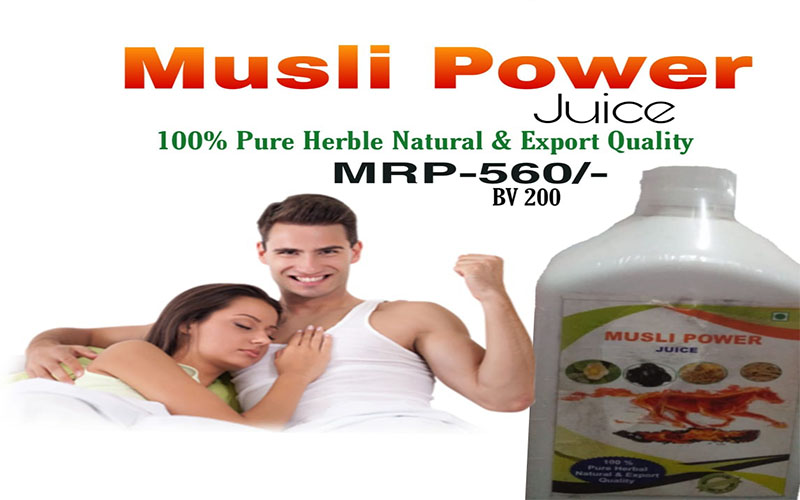 Musli Power
Juice
100% Pure Herble Natural & Export Quality
MRP-560/-
BV 200
MUSLI POWER
JUICE
100 %
Pure Herbal
Natural & Export
Quality